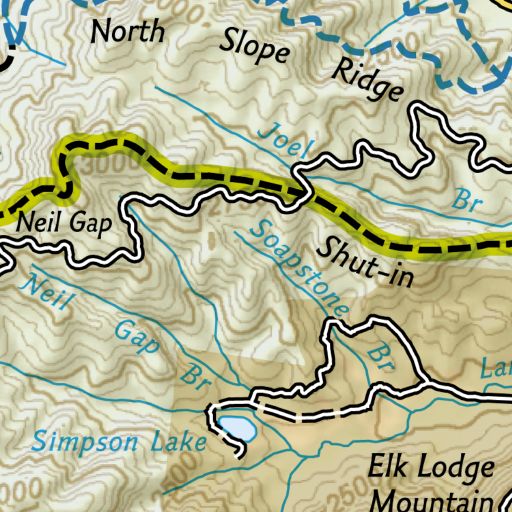 North
Slope
Ridge
Joel
Br
Neil Gap
Soapstone
Br
Shut-in
Neil
Gap
Br
Simpson Lake
Elk Lodge
Mountain
250